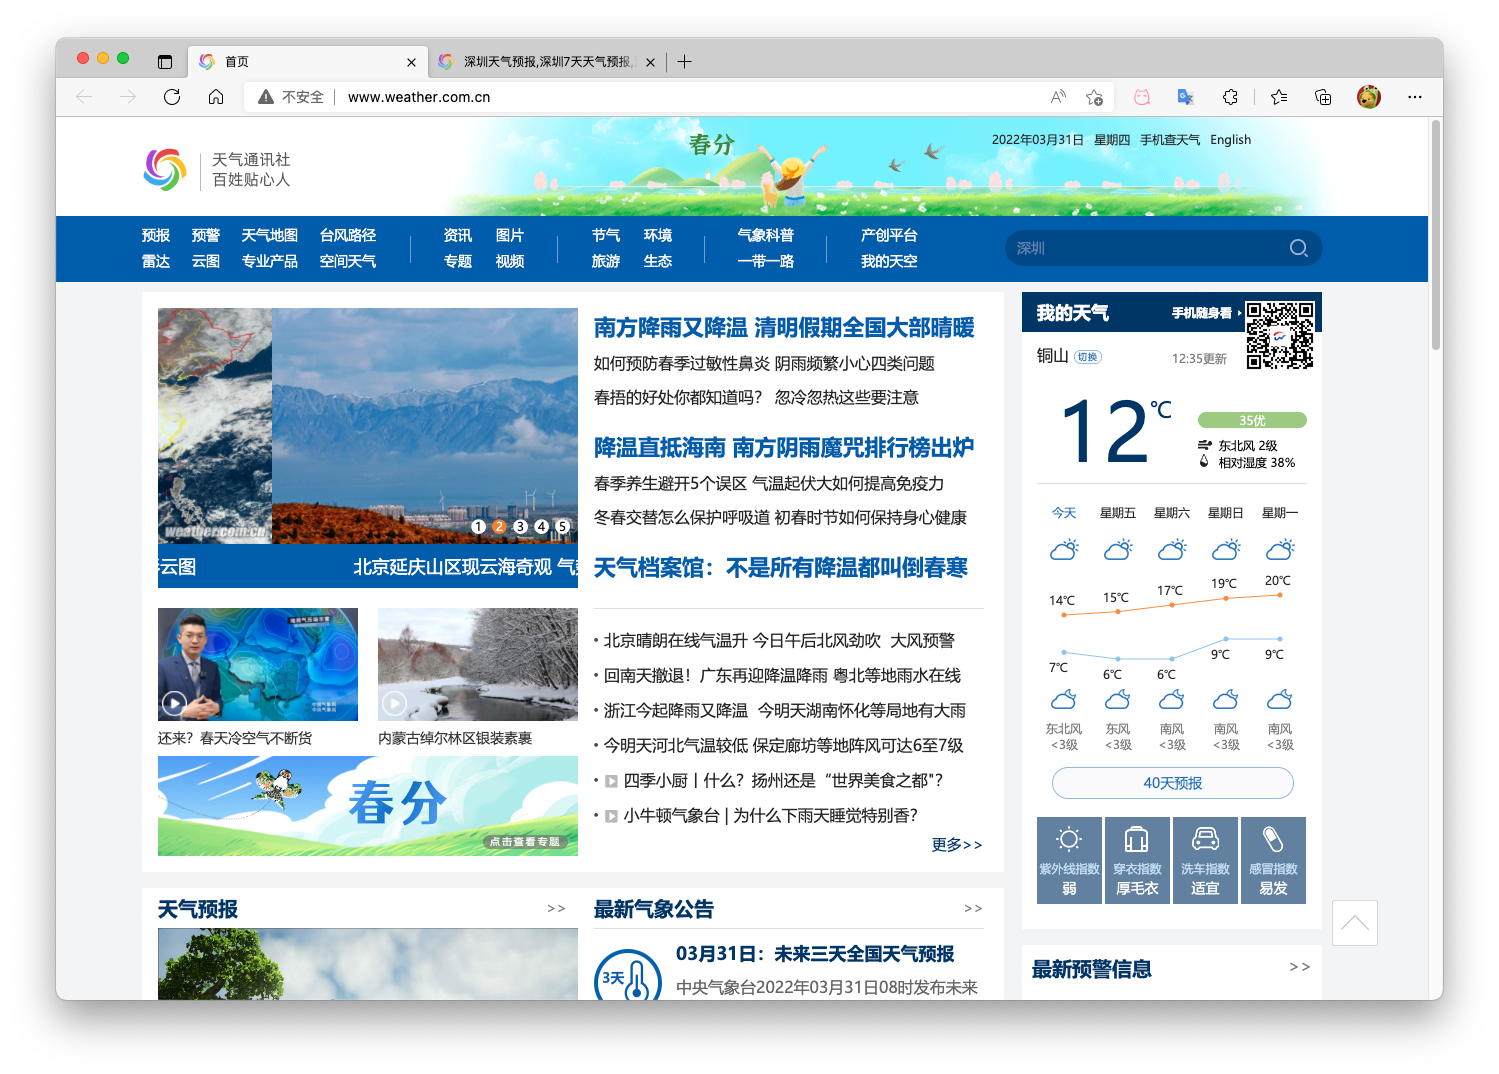 首页
深圳天气预报,深圳7天天气预报,
不安全
www.weather.com.cn
天气通讯社
百姓贴心人
春分
2022年03月31日 星期四 手机查天气 English
预报 预警 天气地图 台风路径 资讯 图片 节气 环境 气象科普 产创平台
雷达 云图 专业产品 空间天气 专题 视频 旅游 生态 一带一路 我的天空
深圳
weather.com.cn
1 2 3 4 5
云图
北京延庆山区现云海奇观 气
还来？春天冷空气不断货
内蒙古绰尔林区银装素裹
春分
点击查看专题
南方降雨又降温 清明假期全国大部晴暖
如何预防春季过敏性鼻炎 阴雨频繁小心四类问题
春捂的好处你都知道吗？ 忽冷忽热这些要注意
降温直抵海南 南方阴雨魔咒排行榜出炉
春季养生避开5个误区 气温起伏大如何提高免疫力
冬春交替怎么保护呼吸道 初春时节如何保持身心健康
天气档案馆：不是所有降温都叫倒春寒
· 北京晴朗在线气温升 今日午后北风劲吹 大风预警
· 回南天撤退！广东再迎降温降雨 粤北等地雨水在线
· 浙江今起降雨又降温 今明天湖南怀化等局地有大雨
· 今明天河北气温较低 保定廊坊等地阵风可达6至7级
· 四季小厨丨什么？扬州还是“世界美食之都"？
· 小牛顿气象台 | 为什么下雨天睡觉特别香？
更多>>
我的天气
手机随身看
铜山 切换
12:35更新
12℃
35优
东北风 2级
相对湿度 38%
今天 星期五 星期六 星期日 星期一
14℃ 15℃ 17℃ 19℃ 20℃
7℃ 6℃ 6℃ 9℃ 9℃
东北风 东风 南风 南风 南风
<3级 <3级 <3级 <3级 <3级
40天预报
紫外线指数 穿衣指数 洗车指数 感冒指数
弱 厚毛衣 适宜 易发
天气预报 >>
最新气象公告 >>
3天
03月31日：未来三天全国天气预报
中央气象台2022年03月31日08时发布未来
最新预警信息 >>